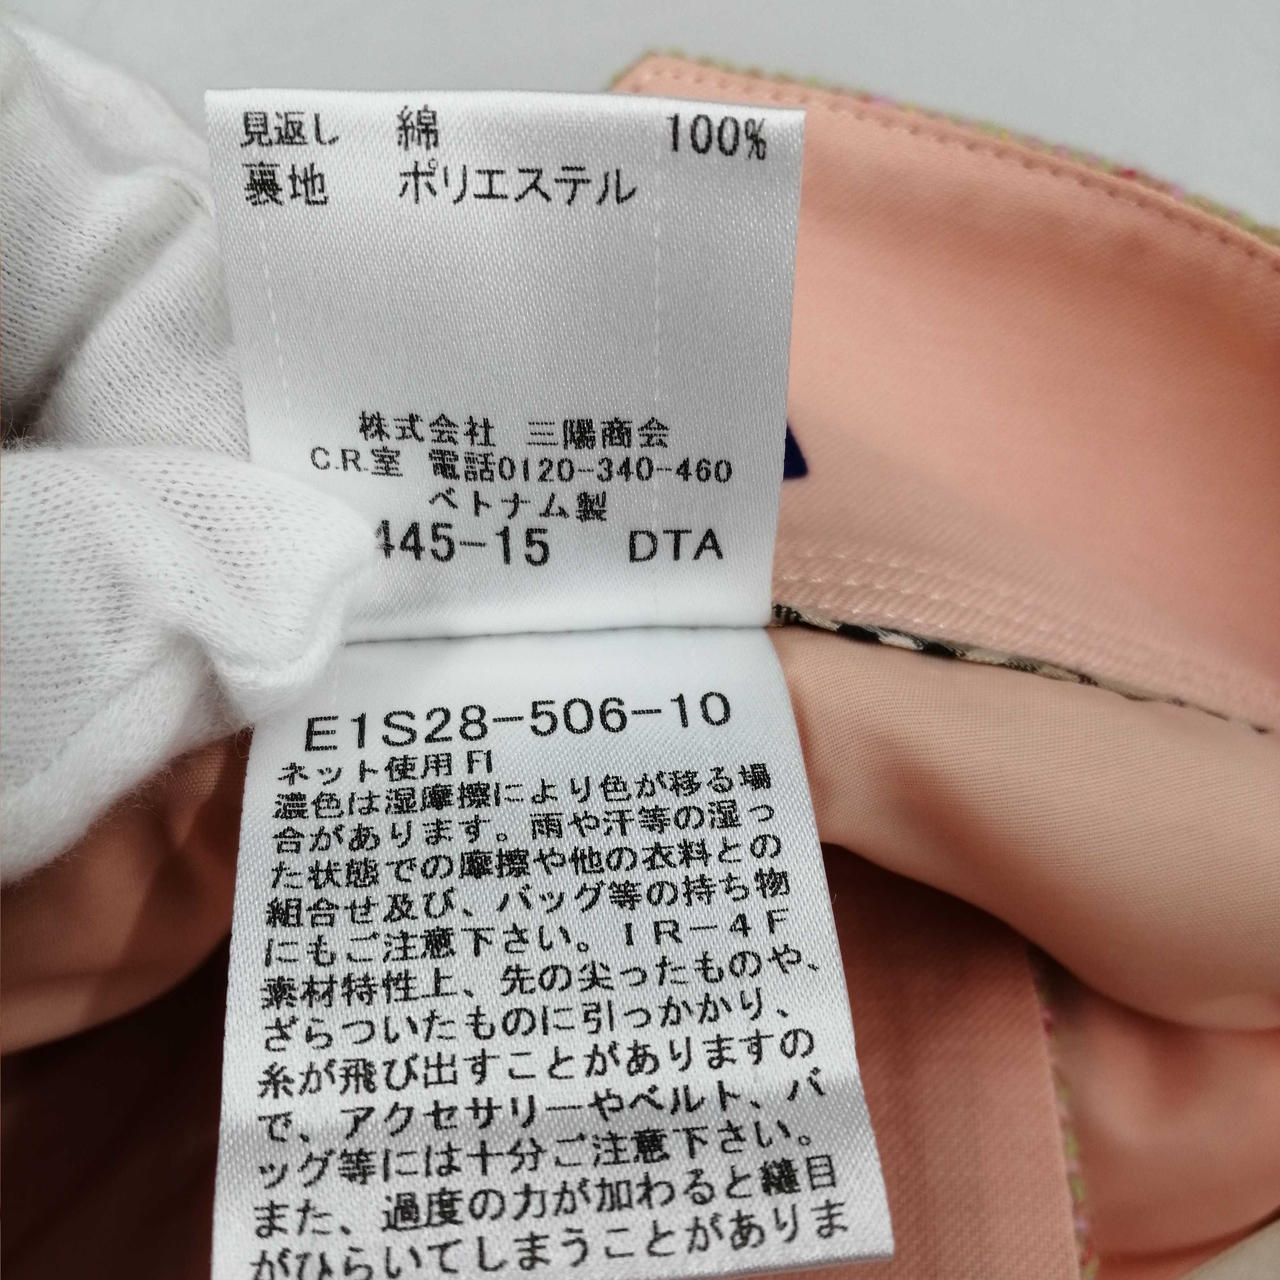 見返し 綿 100%
裏地 ポリエステル
株式会社 三陽商会
C.R.室 電話0120-340-460
ベトナム製
445-15 DTA
E1S28-506-10
ネット使用 FI
濃色は湿摩擦により色が移る場
合があります。雨や汗等の湿っ
た状態での摩擦や他の衣料との
組合せ及び、バッグ等の持ち物
にもご注意下さい。IR-4F
素材特性上、先の尖ったものや、
ざらついたものに引っかかり、
糸が飛び出すことがありますの
で、アクセサリーやベルト、バ
ッグ等には十分ご注意下さい。
また、過度の力が加わると縫目
がひらいてしまうことがありま